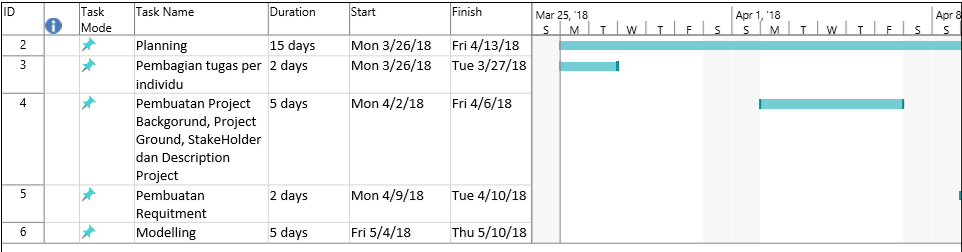 ID Task Mode Task Name Duration Start Finish
Mar 25, '18 Apr 1, '18 Apr 8
S M T W T F S S M T W T F S S
2 Planning 15 days Mon 3/26/18 Fri 4/13/18
3 Pembagian tugas per individu 2 days Mon 3/26/18 Tue 3/27/18
4 Pembuatan Project Backgorund, Project Ground, StakeHolder dan Description Project 5 days Mon 4/2/18 Fri 4/6/18
5 Pembuatan Requitment 2 days Mon 4/9/18 Tue 4/10/18
6 Modelling 5 days Fri 5/4/18 Thu 5/10/18